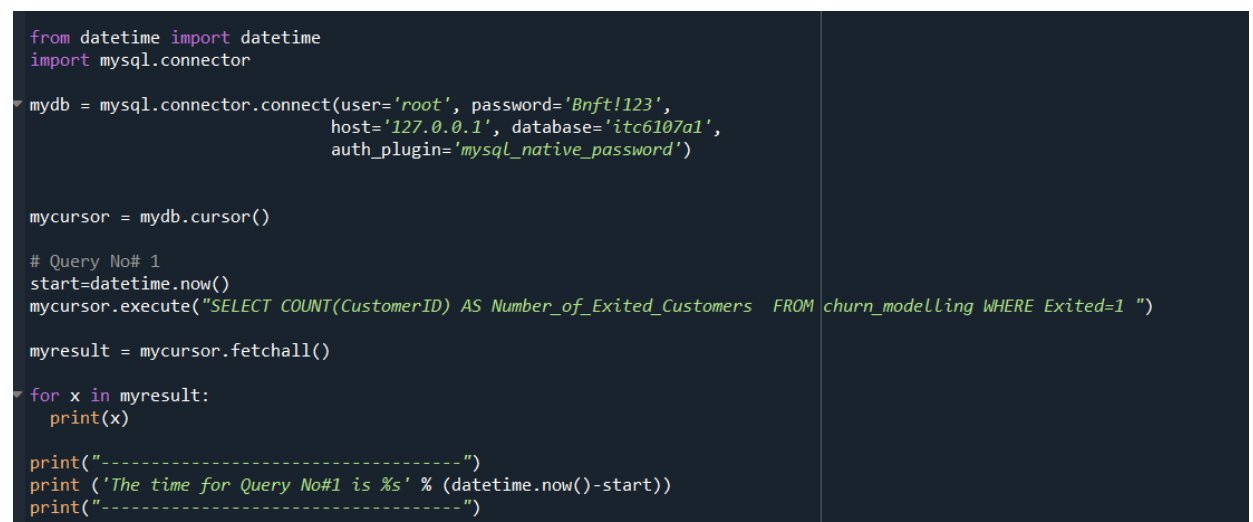 from datetime import datetime
import mysql.connector
mydb = mysql.connector.connect(user='root', password='Bnft!123',
host='127.0.0.1', database='itc6107a1',
auth_plugin='mysql_native_password')
mycursor = mydb.cursor()
# Query No# 1
start=datetime.now()
mycursor.execute("SELECT COUNT(CustomerID) AS Number_of_Exited_Customers  FROM churn_modelling WHERE Exited=1 ")
myresult = mycursor.fetchall()
for x in myresult:
  print(x)
print("------------------------------------")
print ('The time for Query No#1 is %s' % (datetime.now()-start))
print("------------------------------------")